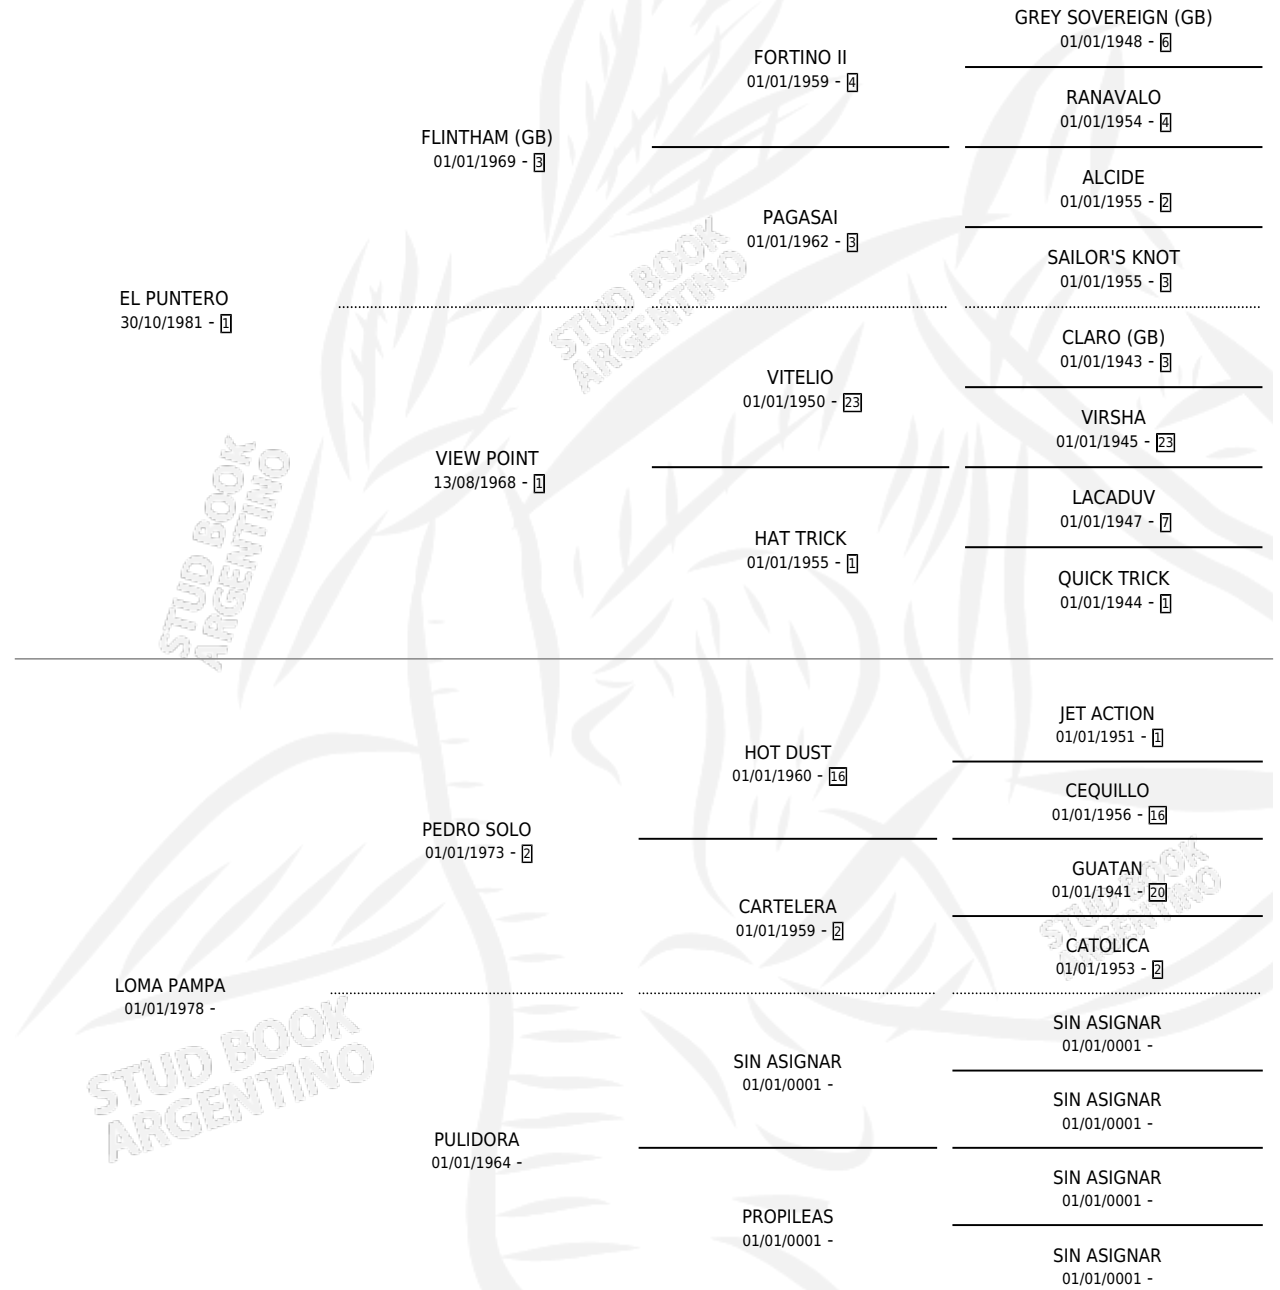 GREY SOVEREIGN (GB)
01/01/1948 - 6
FORTINO II
01/01/1959 - 4
RANAVALO
01/01/1954 - 4
FLINTHAM (GB)
01/01/1969 - 3
ALCIDE
01/01/1955 - 2
PAGASAI
01/01/1962 - 3
SAILOR'S KNOT
01/01/1955 - 3
EL PUNTERO
30/10/1981 - 1
CLARO (GB)
01/01/1943 - 3
VITELIO
01/01/1950 - 23
VIRSHA
01/01/1945 - 23
VIEW POINT
13/08/1968 - 1
LACADUV
01/01/1947 - 7
HAT TRICK
01/01/1955 - 1
QUICK TRICK
01/01/1944 - 1
STUD BOOK
ARGENTINO
STUD BOOK
ARGENTINO
JET ACTION
01/01/1951 - 1
HOT DUST
01/01/1960 - 16
CEQUILLO
01/01/1956 - 16
PEDRO SOLO
01/01/1973 - 2
GUATAN
01/01/1941 - 20
CARTELERA
01/01/1959 - 2
CATOLICA
01/01/1953 - 2
STUD BOOK
ARGENTINO
LOMA PAMPA
01/01/1978 -
SIN ASIGNAR
01/01/0001 -
SIN ASIGNAR
01/01/0001 -
SIN ASIGNAR
01/01/0001 -
PULIDORA
01/01/1964 -
SIN ASIGNAR
01/01/0001 -
PROPILEAS
01/01/0001 -
SIN ASIGNAR
01/01/0001 -
STUD BOOK
ARGENTINO